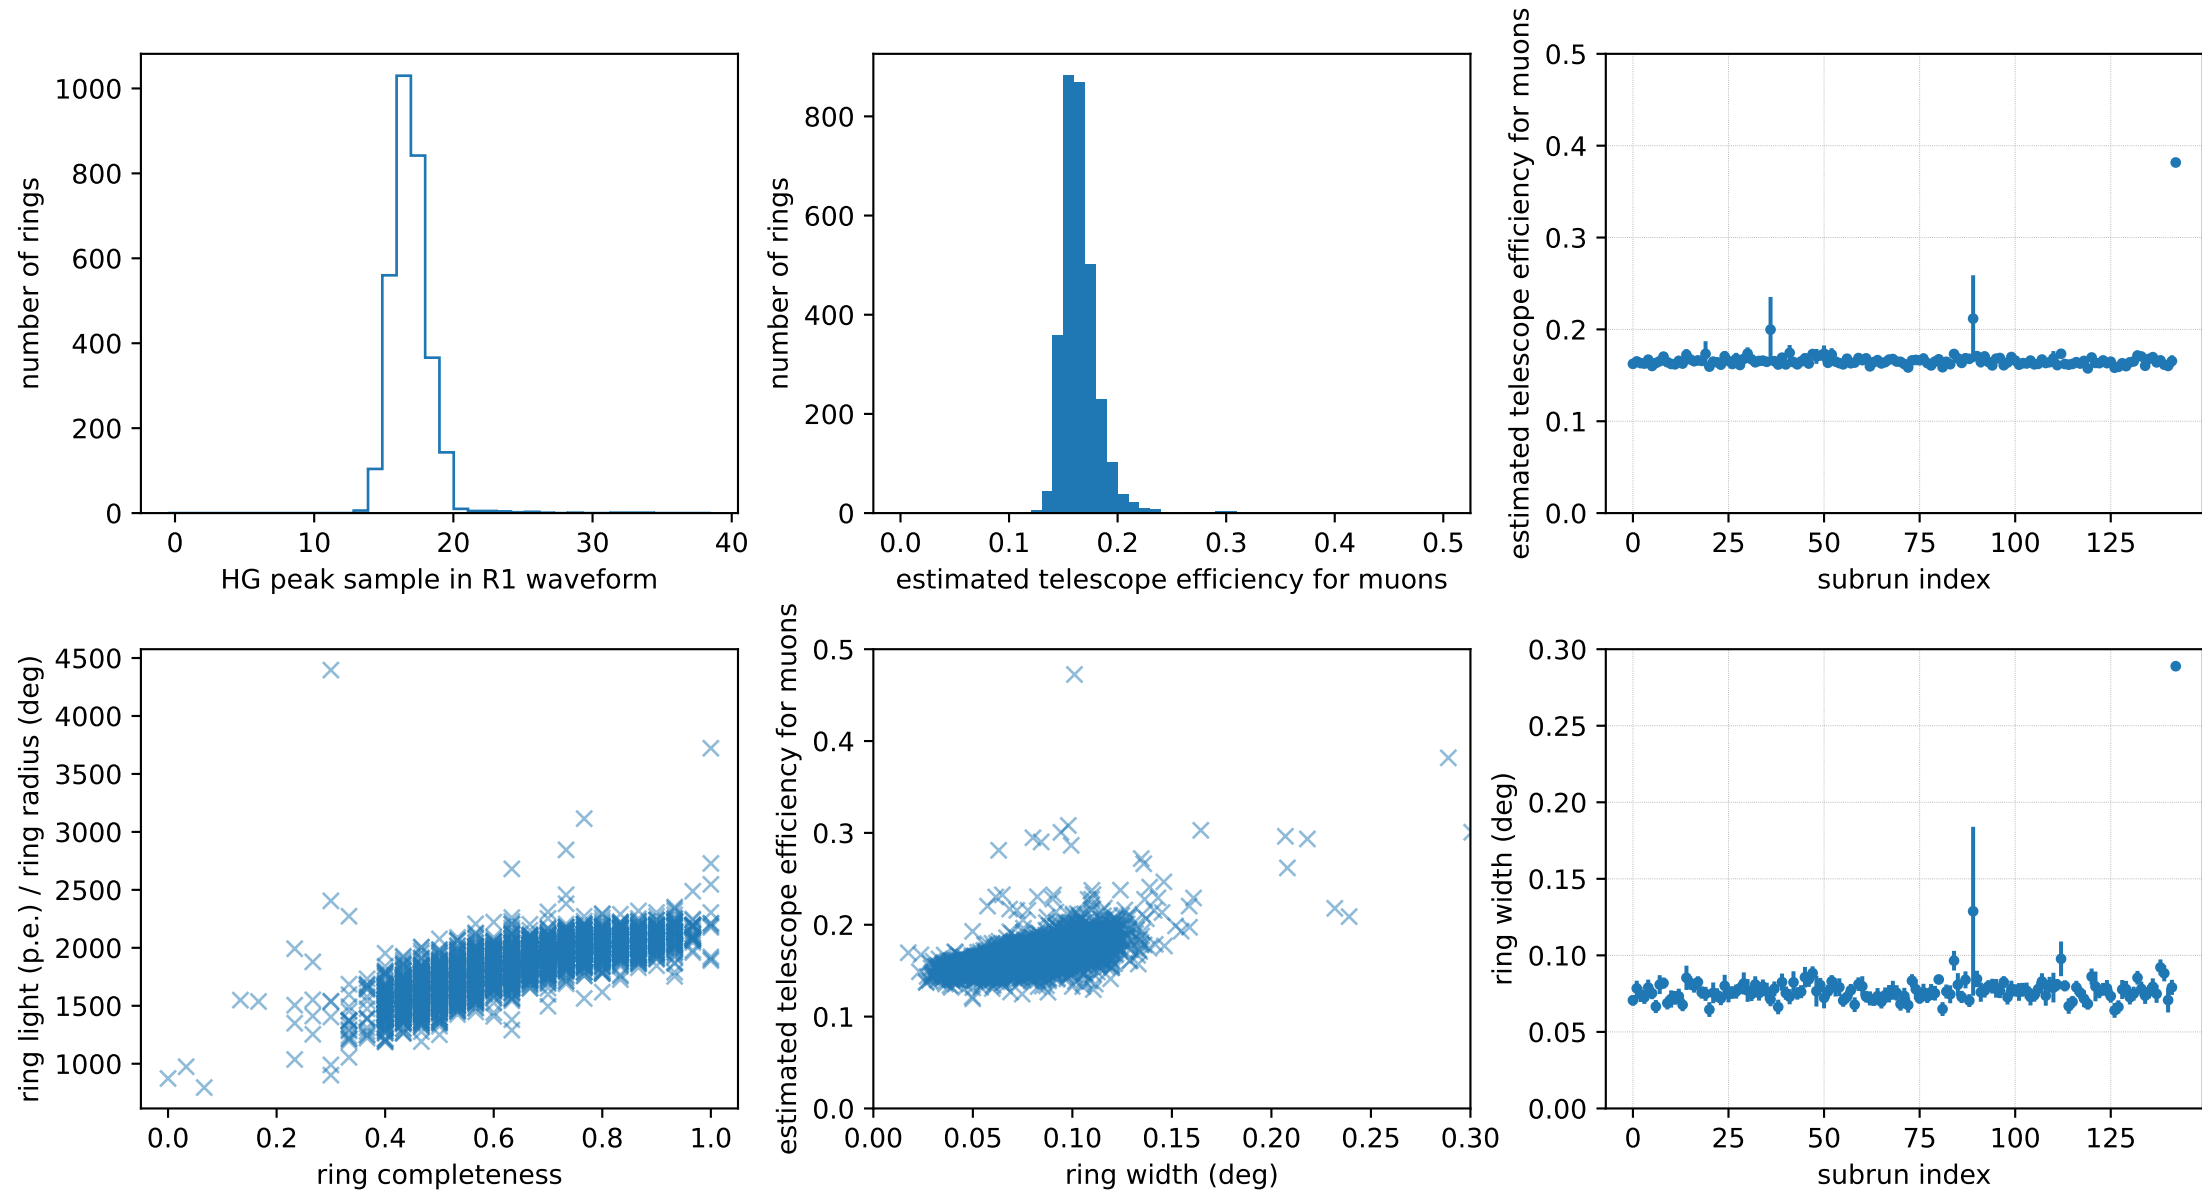 number of rings
1000
800
600
400
200
0
0 10 20 30 40
HG peak sample in R1 waveform
number of rings
800
600
400
200
0
0.0 0.1 0.2 0.3 0.4 0.5
estimated telescope efficiency for muons
estimated telescope efficiency for muons
0.5
0.4
0.3
0.2
0.1
0.0
0 25 50 75 100 125
subrun index
ring light (p.e.) / ring radius (deg)
4500
4000
3500
3000
2500
2000
1500
1000
0.0 0.2 0.4 0.6 0.8 1.0
ring completeness
estimated telescope efficiency for muons
0.5
0.4
0.3
0.2
0.1
0.0
0.00 0.05 0.10 0.15 0.20 0.25 0.30
ring width (deg)
ring width (deg)
0.30
0.25
0.20
0.15
0.10
0.05
0.00
0 25 50 75 100 125
subrun index